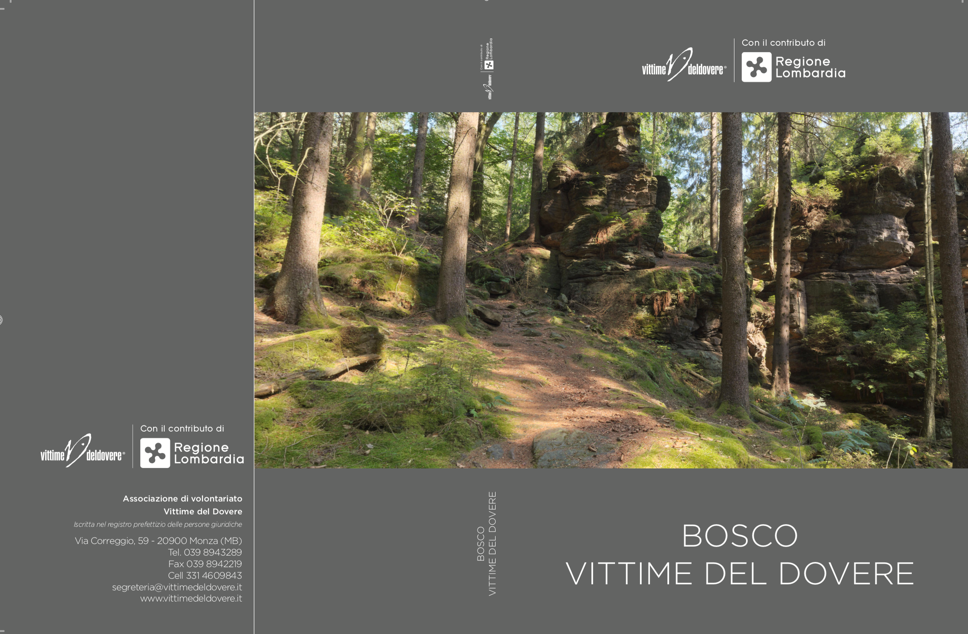 vittime deldovere®
Con il contributo di
Regione
Lombardia
Associazione di volontariato
Vittime del Dovere
Iscritta nel registro prefettizio delle persone giuridiche
Via Correggio, 59 - 20900 Monza (MB)
Tel. 039 8943289
Fax 039 8942219
Cell 331 4609843
segreteria@vittimedeldovere.it
www.vittimedeldovere.it
Regione
Lombardia
BOSCO
VITTIME DEL DOVERE
vittime deldovere®
Con il contributo di
Regione
Lombardia
BOSCO
VITTIME DEL DOVERE